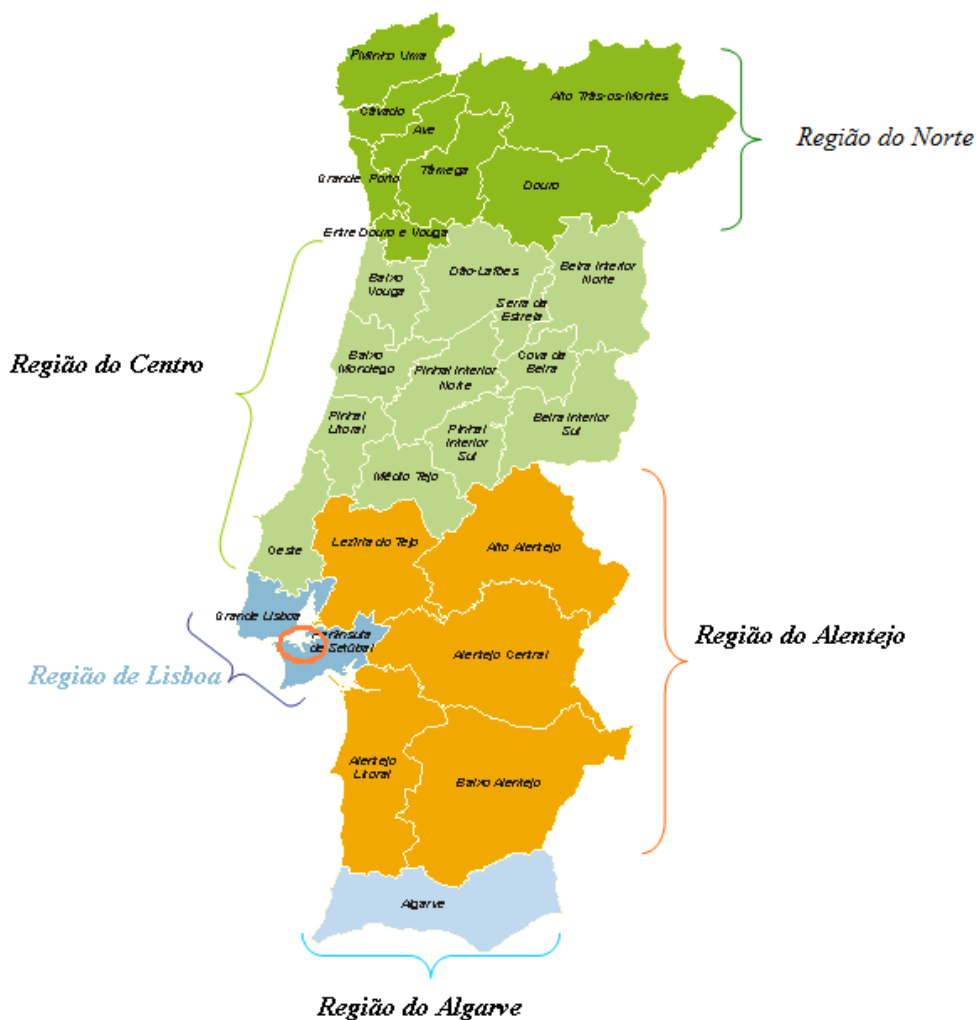 Minho Lima
Alto Trás-os-Montes
Cávado
Ave
Região do Norte
Grande Porto
Tâmega
Douro
Entre Douro e Vouga
Baixo
Vouga
Dão-Lafões
Beira Interior
Norte
Serra da
Estrela
Região do Centro
Baixo
Mondego
Pinhal Interior
Norte
Cova da
Beira
Pinhal
Litoral
Pinhal
Interior
Sul
Beira Interior
Sul
Médio Tejo
Oeste
Lezíria do Tejo
Alto Alentejo
Grande Lisboa
Península
de Setúbal
Região do Alentejo
Alentejo Central
Região de Lisboa
Alentejo
Litoral
Baixo Alentejo
Algarve
Região do Algarve